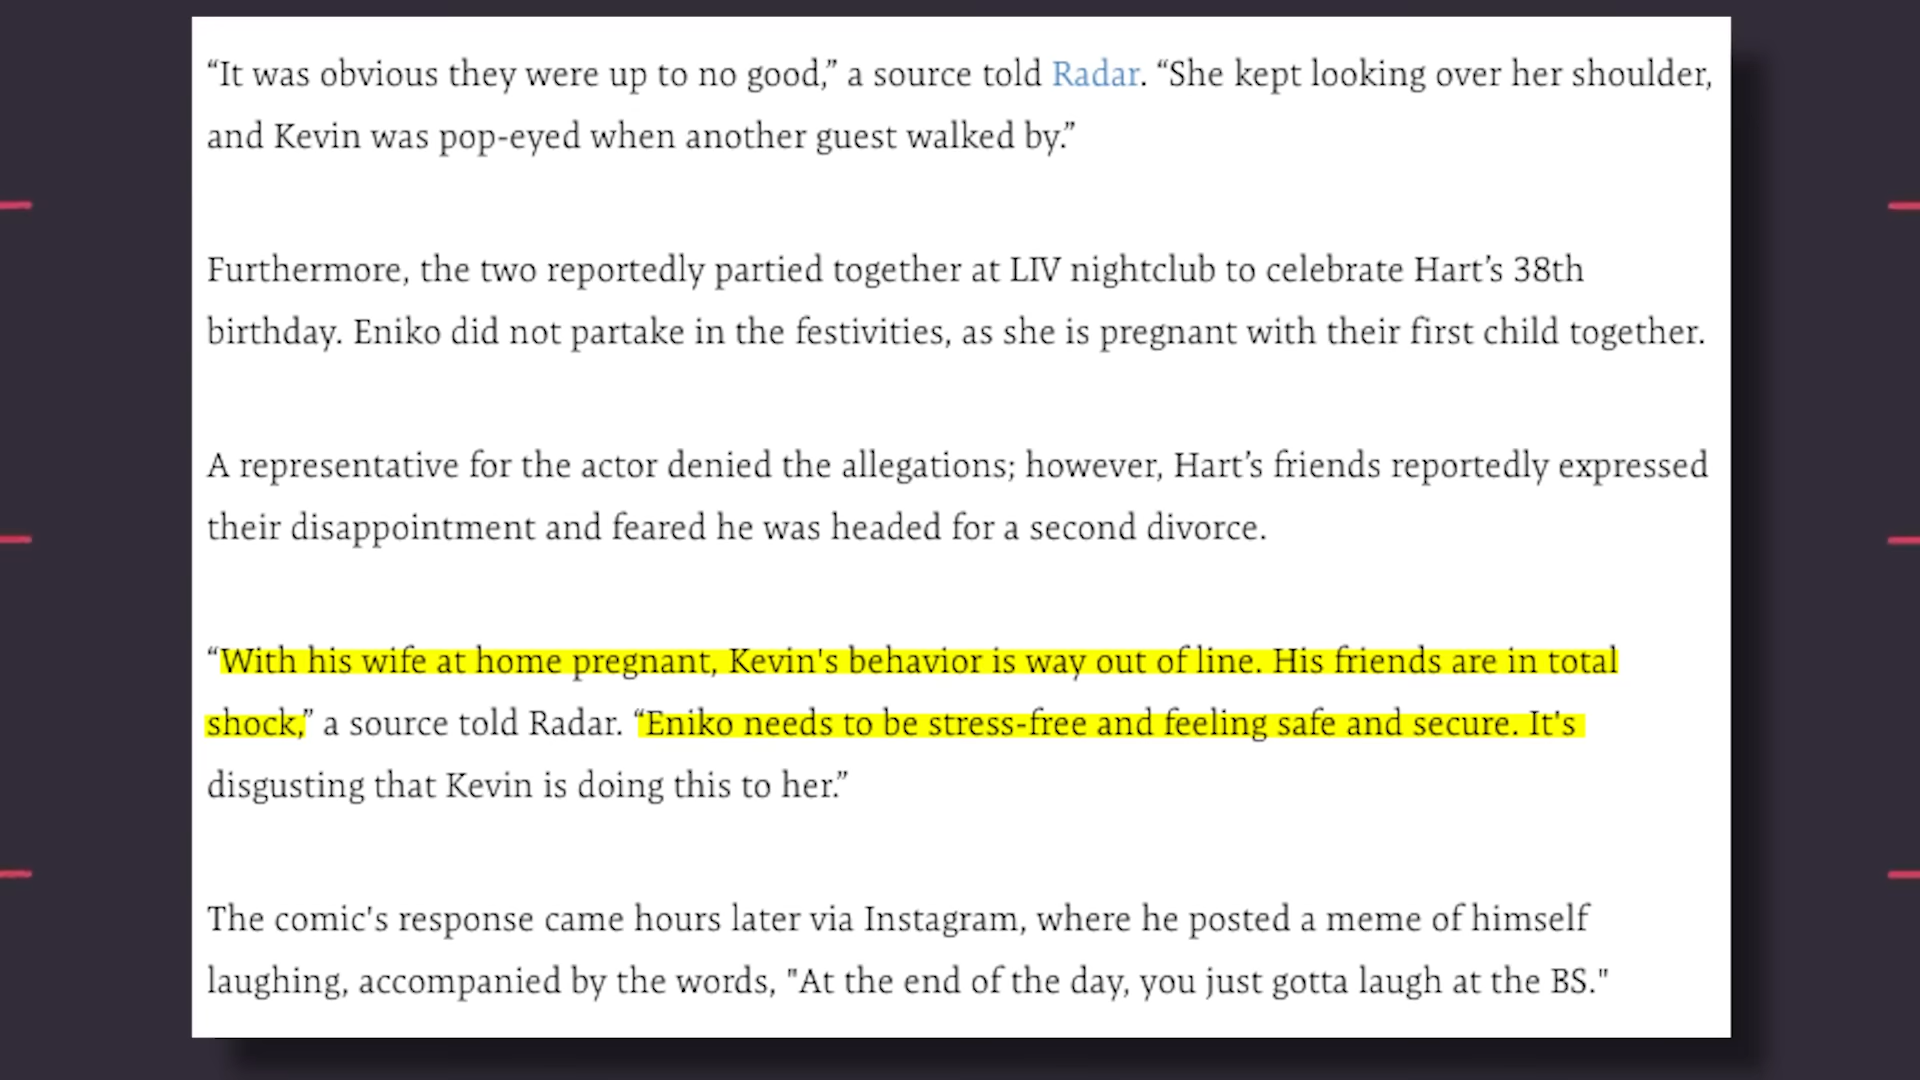 “It was obvious they were up to no good,” a source told Radar. “She kept looking over her shoulder,
and Kevin was pop-eyed when another guest walked by.”
Furthermore, the two reportedly partied together at LIV nightclub to celebrate Hart’s 38th
birthday. Eniko did not partake in the festivities, as she is pregnant with their first child together.
A representative for the actor denied the allegations; however, Hart’s friends reportedly expressed
their disappointment and feared he was headed for a second divorce.
“With his wife at home pregnant, Kevin's behavior is way out of line. His friends are in total
shock,” a source told Radar. “Eniko needs to be stress-free and feeling safe and secure. It's
disgusting that Kevin is doing this to her.”
The comic's response came hours later via Instagram, where he posted a meme of himself
laughing, accompanied by the words, "At the end of the day, you just gotta laugh at the BS."